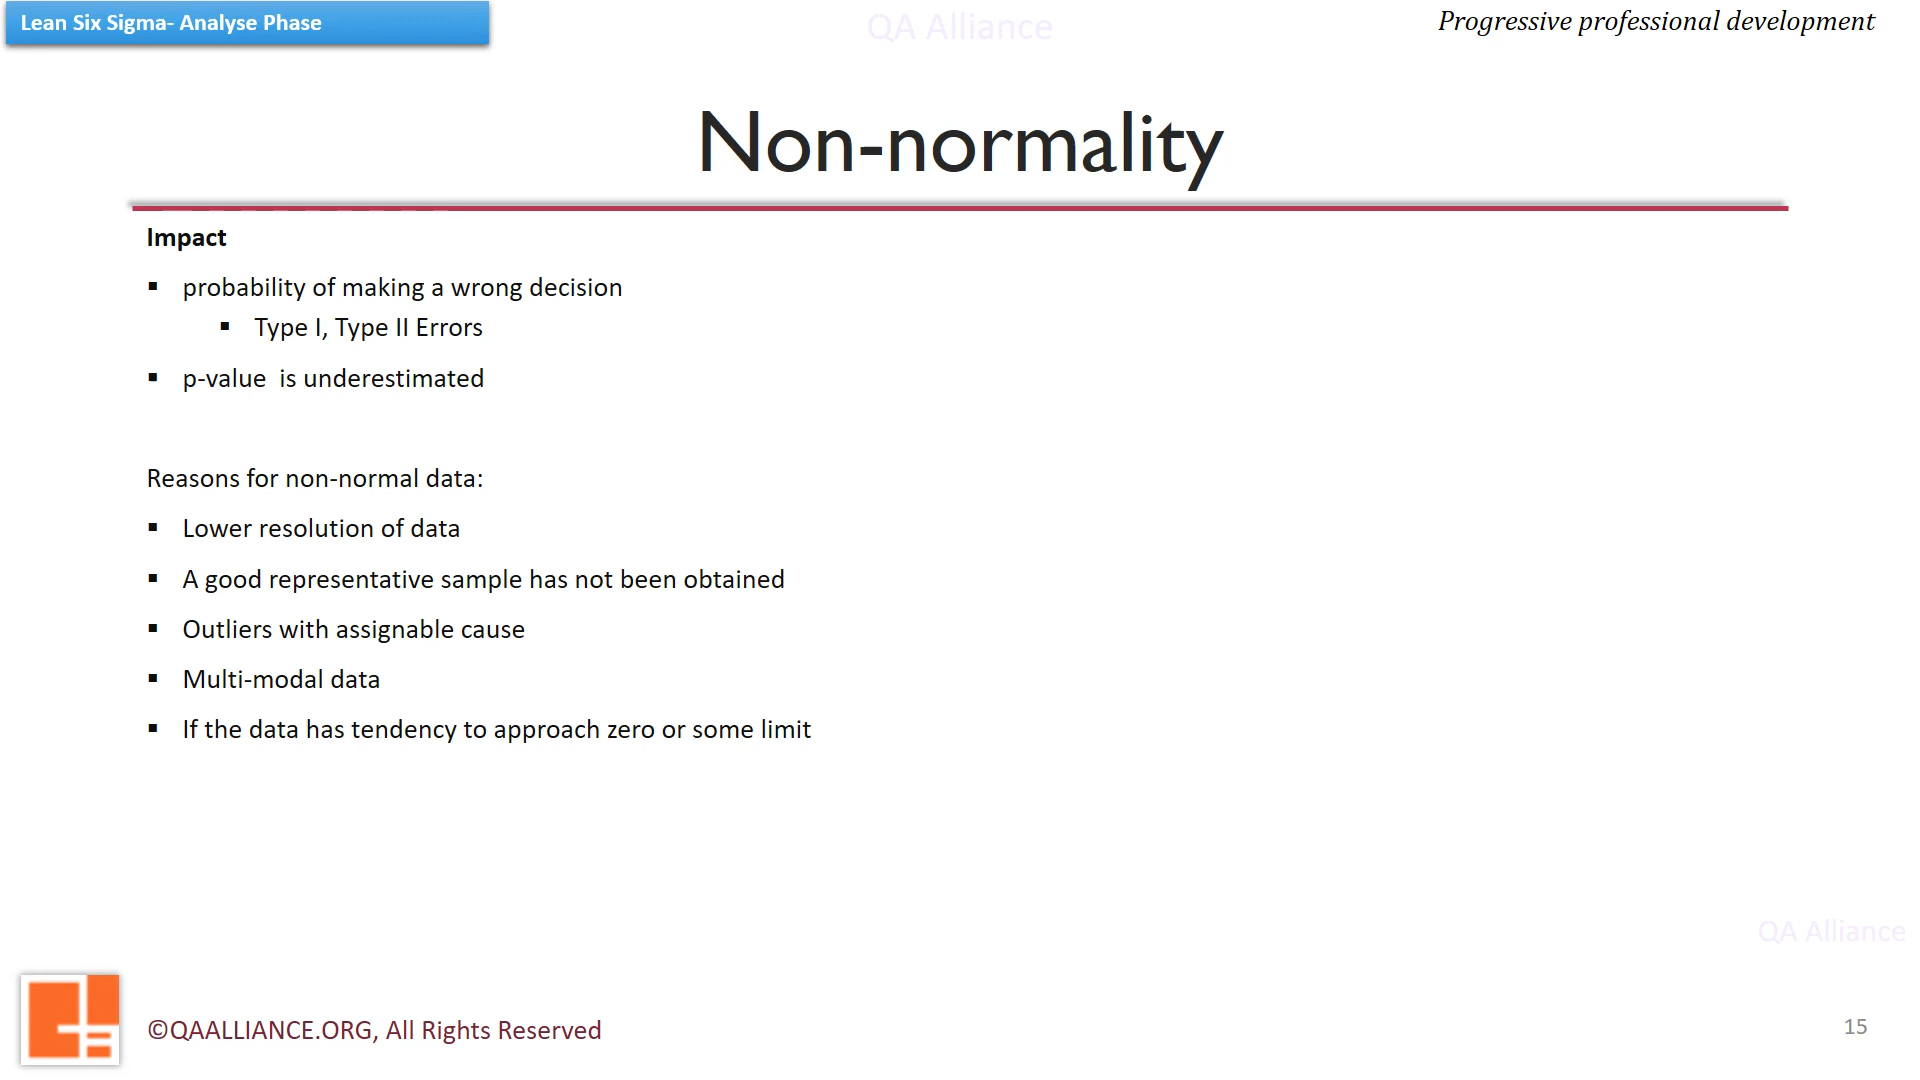 Lean Six Sigma- Analyse Phase
QA Alliance
Progressive professional development
Non-normality
Impact
▪ probability of making a wrong decision
▪ Type I, Type II Errors
▪ p-value  is underestimated
Reasons for non-normal data:
▪ Lower resolution of data
▪ A good representative sample has not been obtained
▪ Outliers with assignable cause
▪ Multi-modal data
▪ If the data has tendency to approach zero or some limit
QA Alliance
©QAALLIANCE.ORG, All Rights Reserved
15